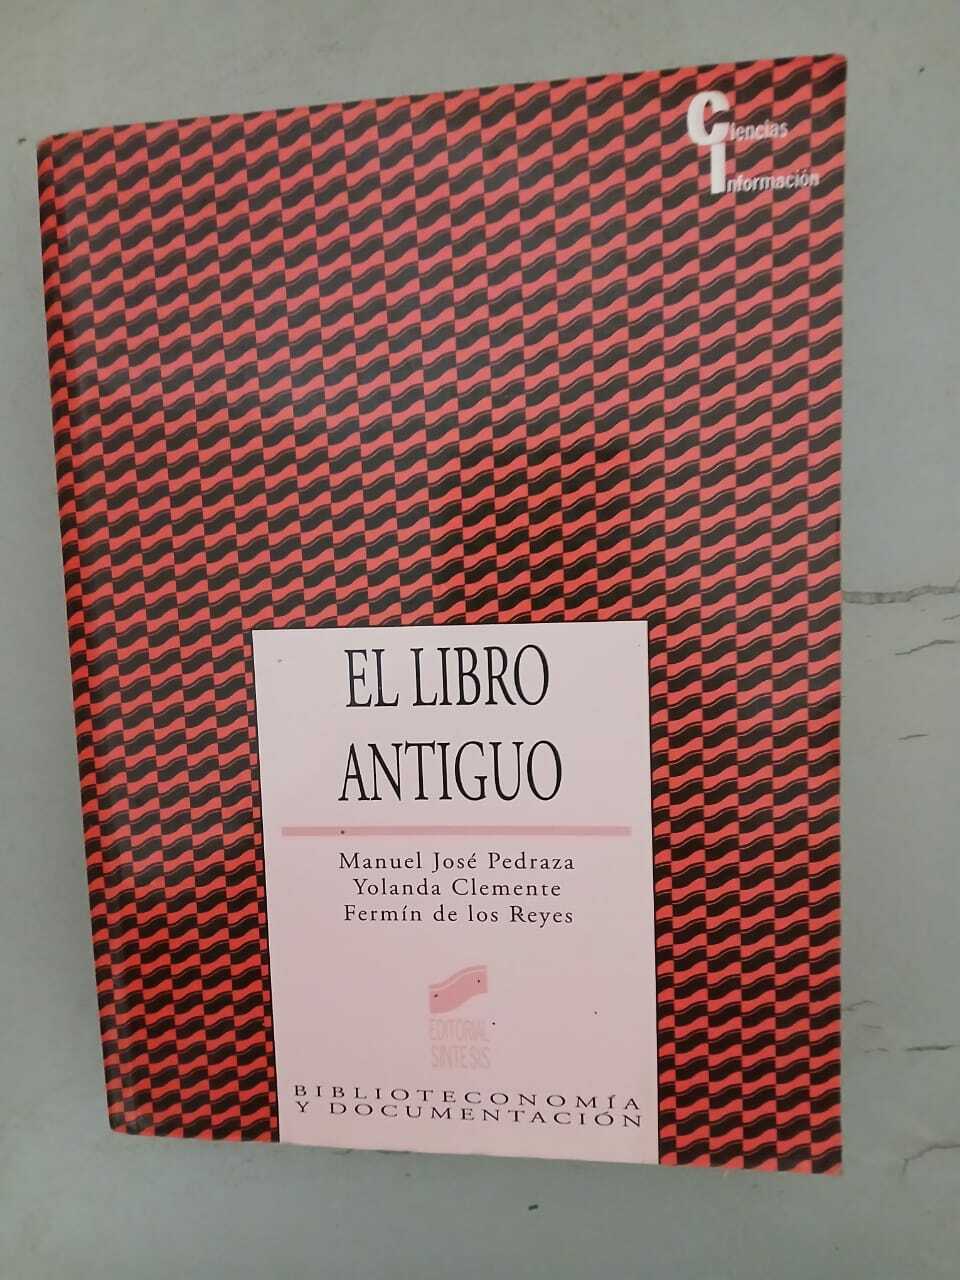 Ciencias
Información
EL LIBRO
ANTIGUO
Manuel José Pedraza
Yolanda Clemente
Fermín de los Reyes
EDITORIAL
SINTESIS
BIBLIOTECONOMÍA
Y DOCUMENTACIÓN